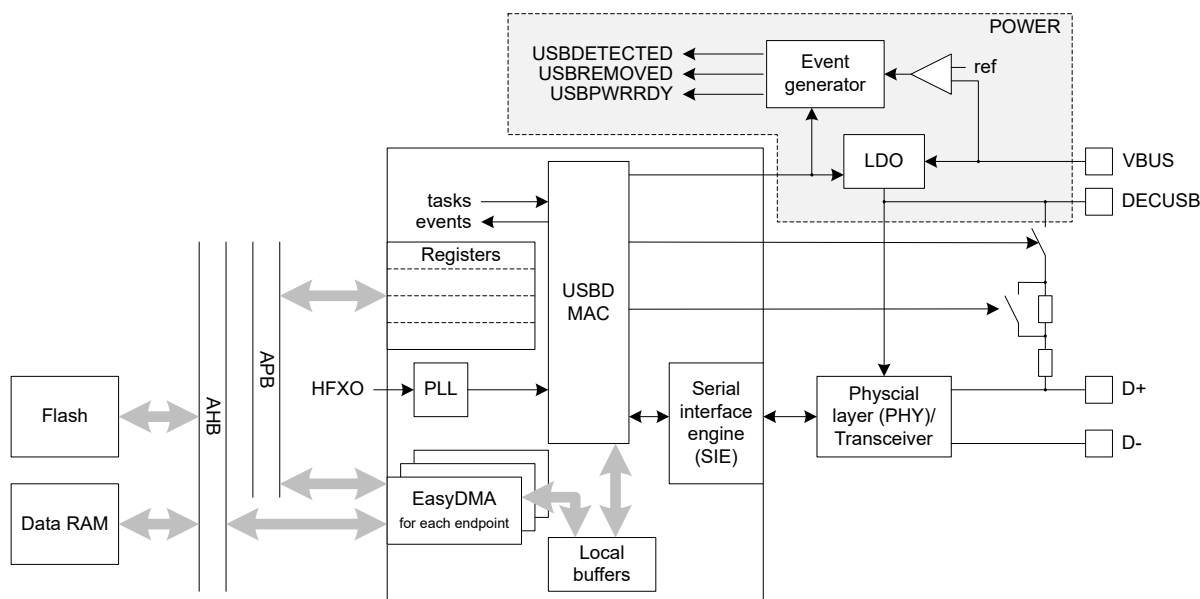 POWER
USBDETECTED
USBREMOVED
USBPWRRDY
Event
generator
ref
LDO
VBUS
DECUSB
tasks
events
Registers
USBD
MAC
APB
AHB
HFXO
PLL
Serial
interface
engine
(SIE)
Physcial
layer (PHY)/
Transceiver
D+
D-
Flash
Data RAM
EasyDMA
for each endpoint
Local
buffers